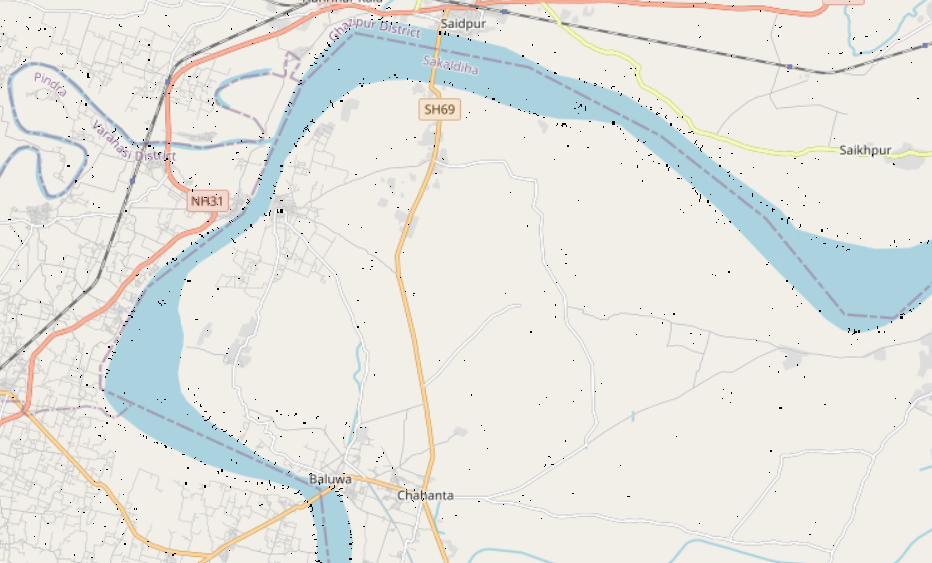 Saidpur
Ghazipur District
Sakaldiha
Pindra
SH69
Varanasi District
Saikhpur
NH31
Baluwa
Chahanta